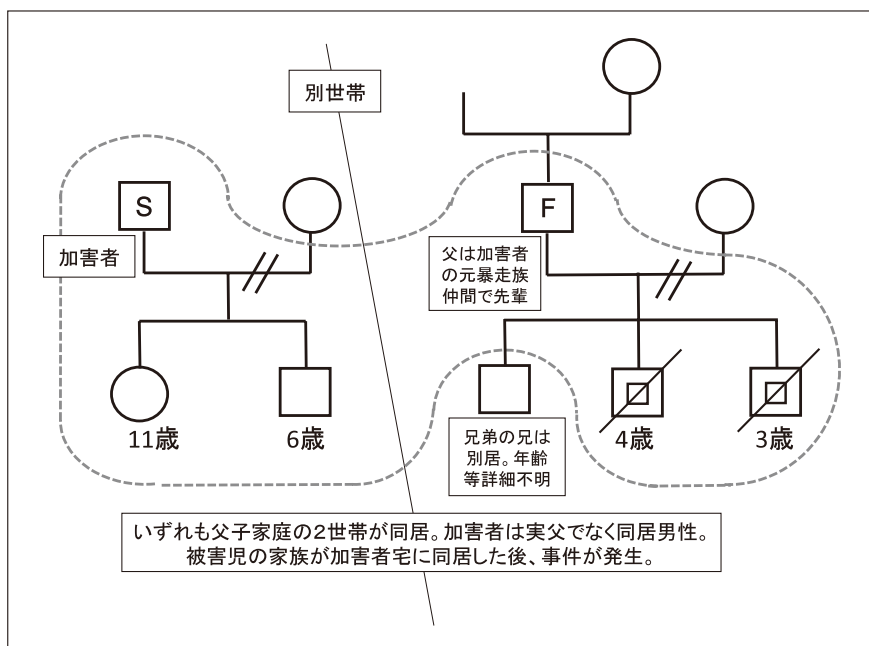 別世帯
S
F
加害者
父は加害者
の元暴走族
仲間で先輩
11歳
6歳
4歳
3歳
兄弟の兄は
別居。年齢
等詳細不明
いずれも父子家庭の2世帯が同居。加害者は実父でなく同居男性。
被害児の家族が加害者宅に同居した後、事件が発生。